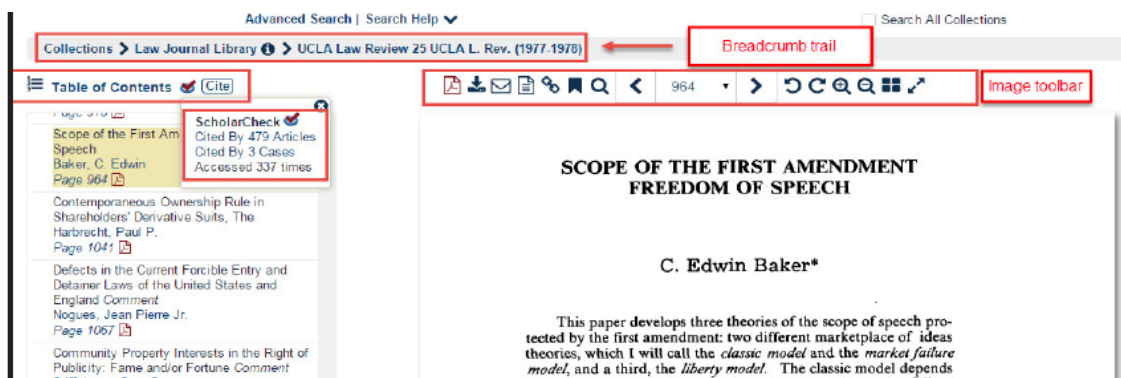 Advanced Search | Search Help
Search All Collections
Collections Law Journal Library UCLA Law Review 25 UCLA L. Rev. (1977-1978)
Breadcrumb trail
Table of Contents Cite
964
Image toolbar
ScholarCheck
Cited By 479 Articles
Cited By 3 Cases
Accessed 337 times
Scope of the First Am
Speech
Baker, C. Edwin
Page 964
Contemporaneous Ownership Rule in
Shareholders' Derivative Suits, The
Harbrecht, Paul P.
Page 1041
Defects in the Current Forcible Entry and
Detainer Laws of the United States and
England Comment
Nogues, Jean Pierre Jr.
Page 1067
Community Property Interests in the Right of
Publicity: Fame and/or Fortune Comment
SCOPE OF THE FIRST AMENDMENT
FREEDOM OF SPEECH
C. Edwin Baker*
This paper develops three theories of the scope of speech pro-
tected by the first amendment: two different marketplace of ideas
theories, which I will call the classic model and the market failure
model, and a third, the liberty model. The classic model depends